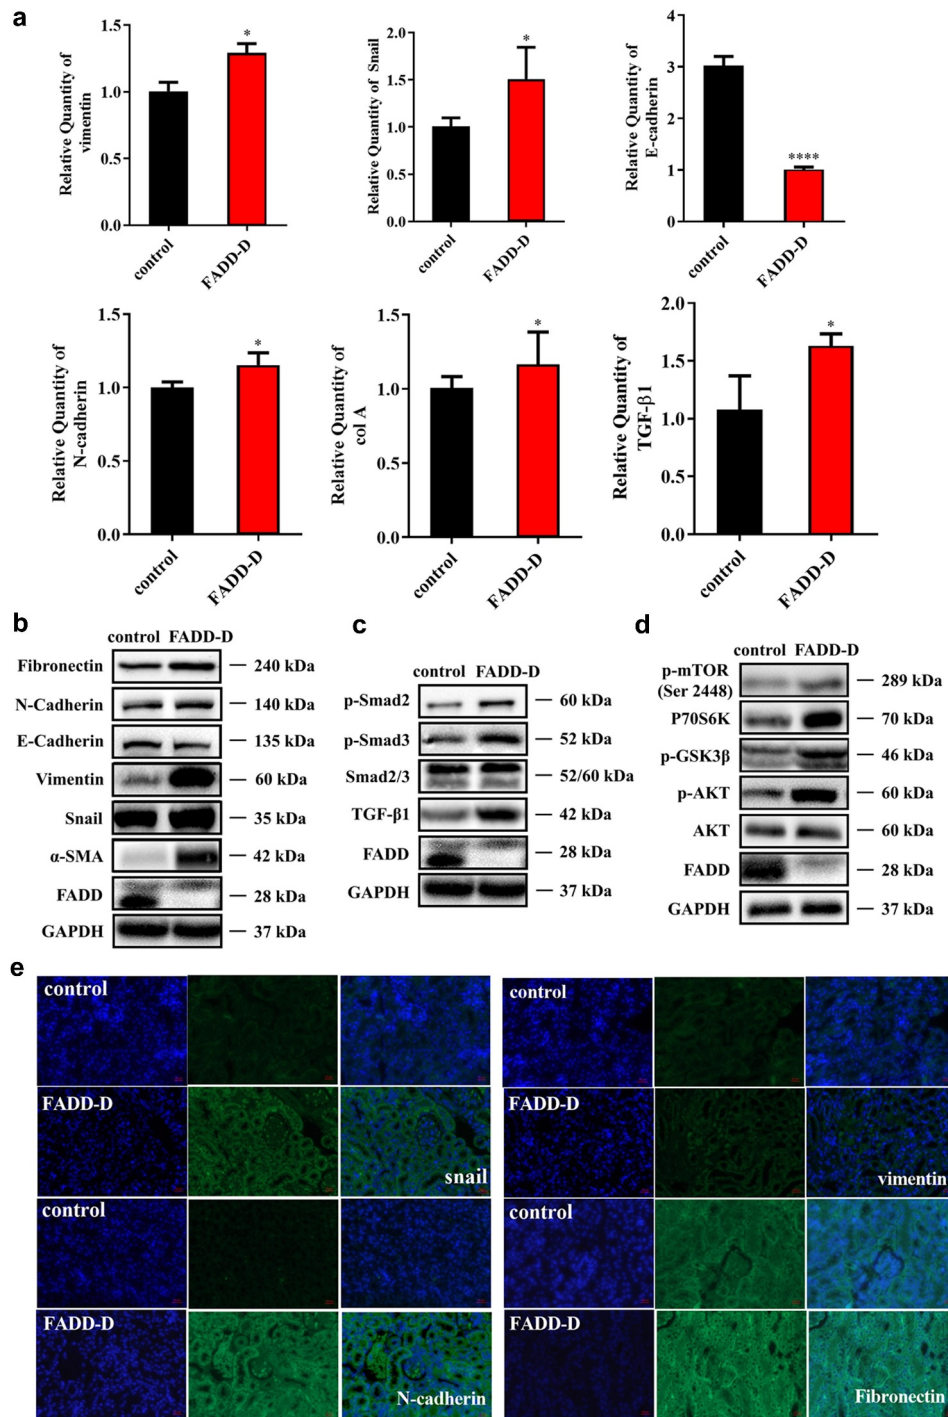 a
Relative Quantity of
vimentin
1.5
1.0
0.5
0.0
*
control
FADD-D
Relative Quantity of Snail
2.0
1.5
1.0
0.5
0.0
*
control
FADD-D
Relative Quantity of
E-cadherin
4
3
2
1
0
****
control
FADD-D
Relative Quantity of
N-cadherin
1.5
1.0
0.5
0.0
*
control
FADD-D
Relative Quantity of
col A
1.5
1.0
0.5
0.0
*
control
FADD-D
Relative Quantity of
TGF-β1
2.0
1.5
1.0
0.5
0.0
*
control
FADD-D
b
control FADD-D
Fibronectin — 240 kDa
N-Cadherin — 140 kDa
E-Cadherin — 135 kDa
Vimentin — 60 kDa
Snail — 35 kDa
α-SMA — 42 kDa
FADD — 28 kDa
GAPDH — 37 kDa
c
control FADD-D
p-Smad2 — 60 kDa
p-Smad3 — 52 kDa
Smad2/3 — 52/60 kDa
TGF-β1 — 42 kDa
FADD — 28 kDa
GAPDH — 37 kDa
d
control FADD-D
p-mTOR
(Ser 2448) — 289 kDa
P70S6K — 70 kDa
p-GSK3β — 46 kDa
p-AKT — 60 kDa
AKT — 60 kDa
FADD — 28 kDa
GAPDH — 37 kDa
e
control
FADD-D
snail
control
FADD-D
N-cadherin
control
FADD-D
vimentin
control
FADD-D
Fibronectin